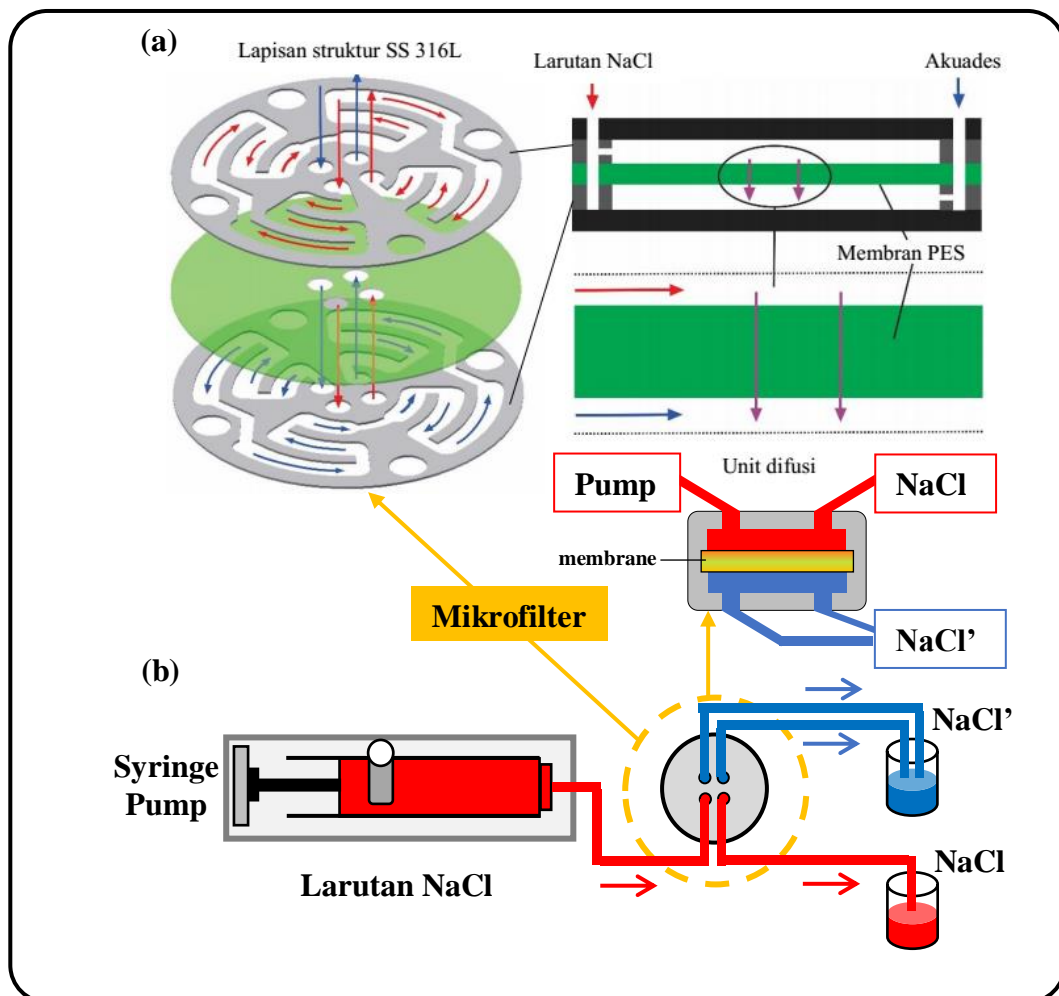 (a)
Lapisan struktur SS 316L
Larutan NaCl
Akuades
Membran PES
Unit difusi
Pump
NaCl
membrane
Mikrofilter
NaCl’
(b)
NaCl’
Syringe
Pump
NaCl
Larutan NaCl